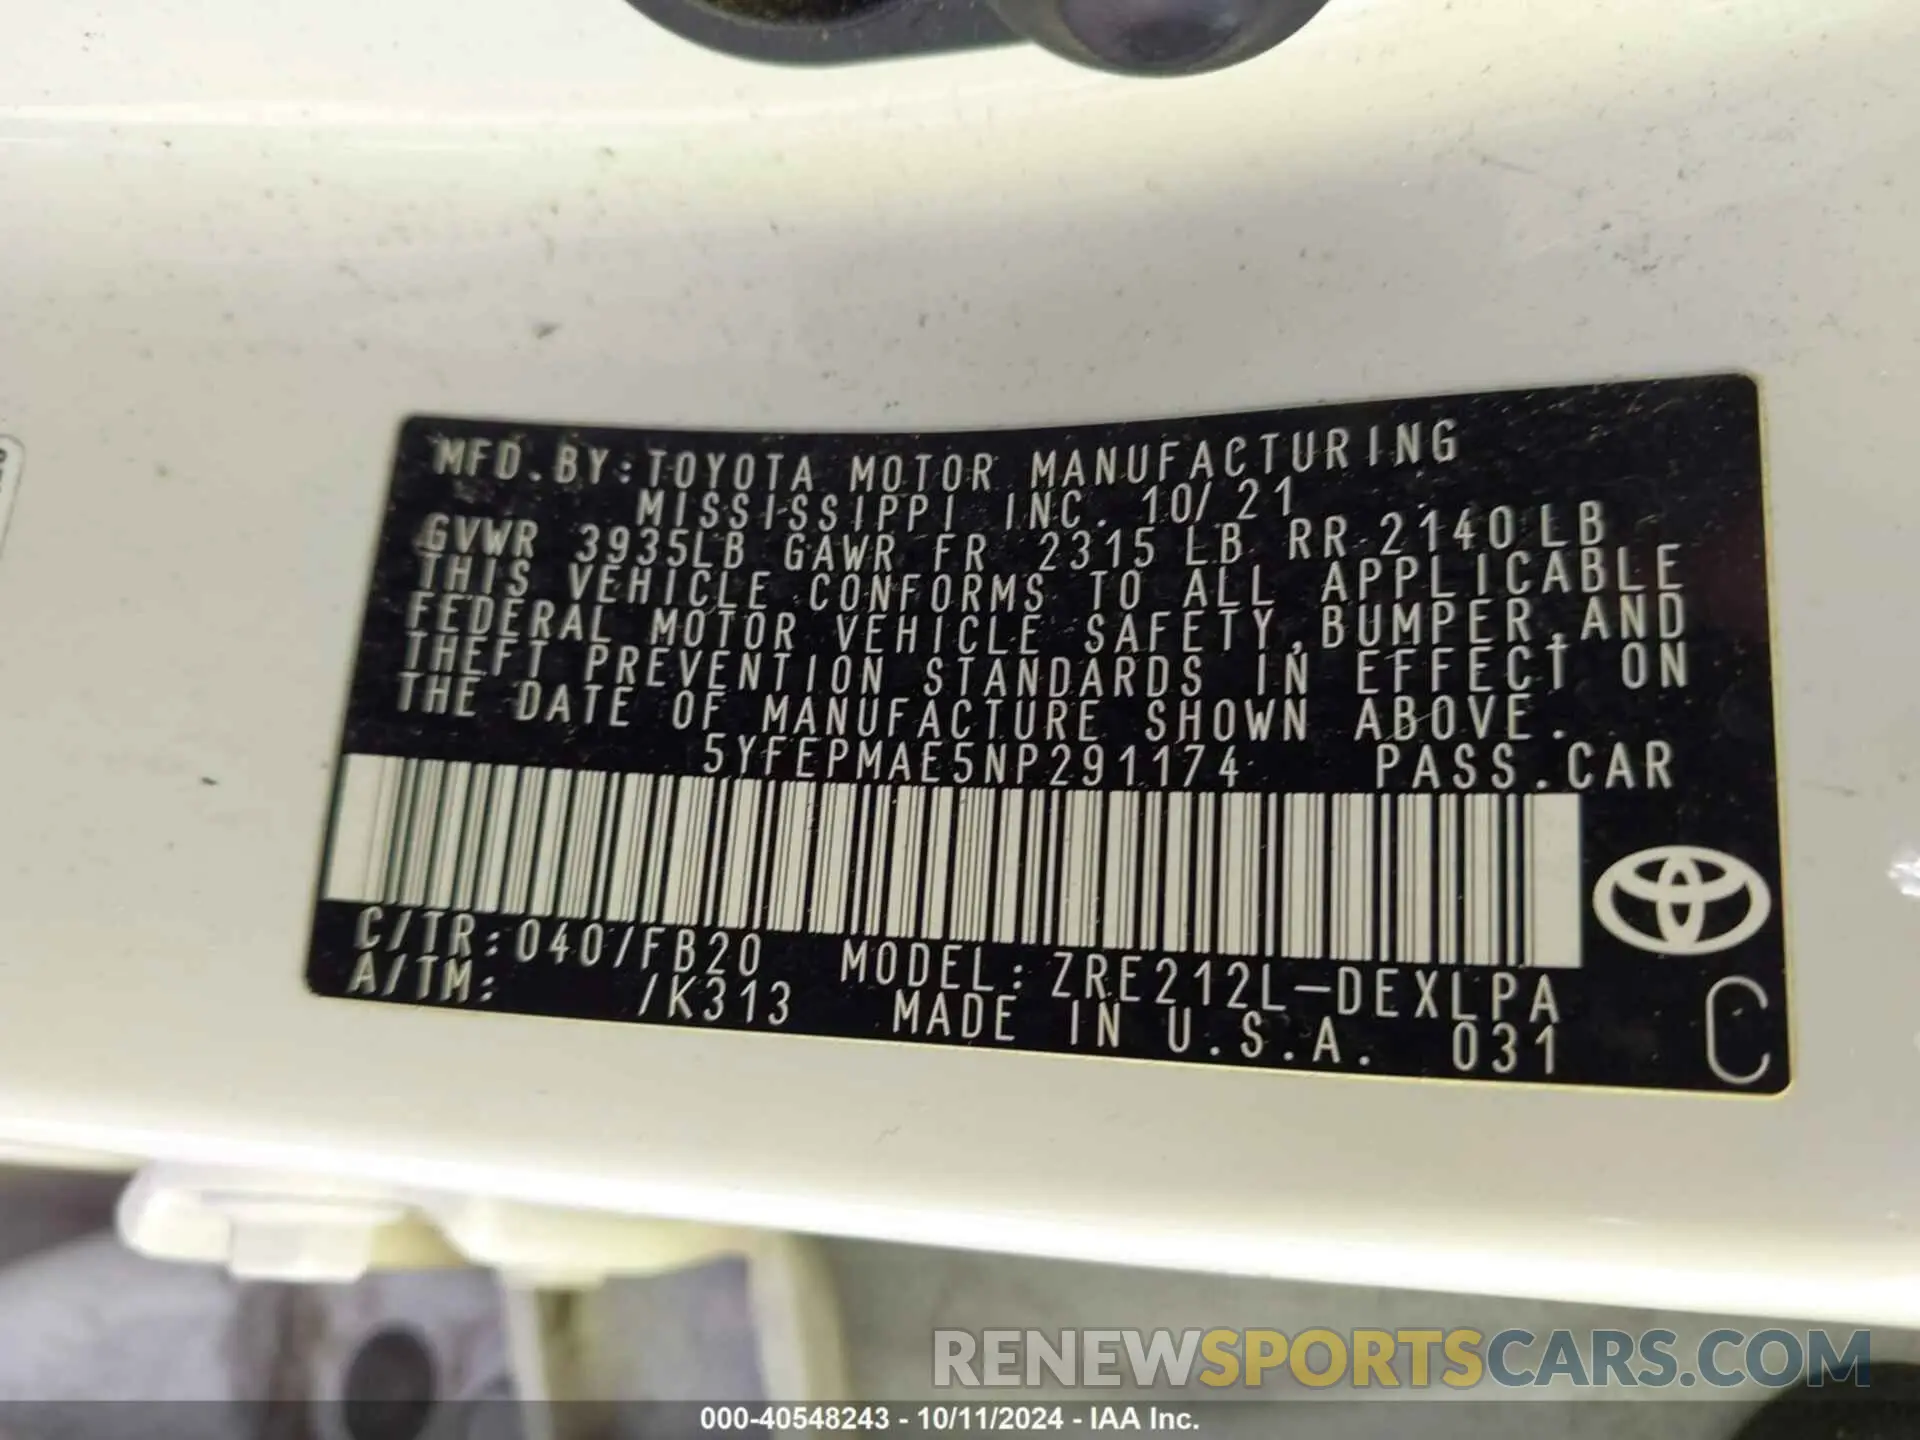 MFD.BY:TOYOTA MOTOR MANUFACTURING
MISSISSIPPI INC. 10/21
GVWR 3935LB GAWR FR 2315 LB RR 2140 LB
THIS VEHICLE CONFORMS TO ALL APPLICABLE
FEDERAL MOTOR VEHICLE SAFETY, BUMPER, AND
THEFT PREVENTION STANDARDS IN EFFECT ON
THE DATE OF MANUFACTURE SHOWN ABOVE.
5YFEPMAE5NP291174 PASS.CAR
C/TR:040/FB20 MODEL:ZRE212L-DEXLPA
A/TM: /K313 MADE IN U.S.A. 031
C
RENEWSPORTSCARS.COM
000-40548243 - 10/11/2024 - IAA Inc.